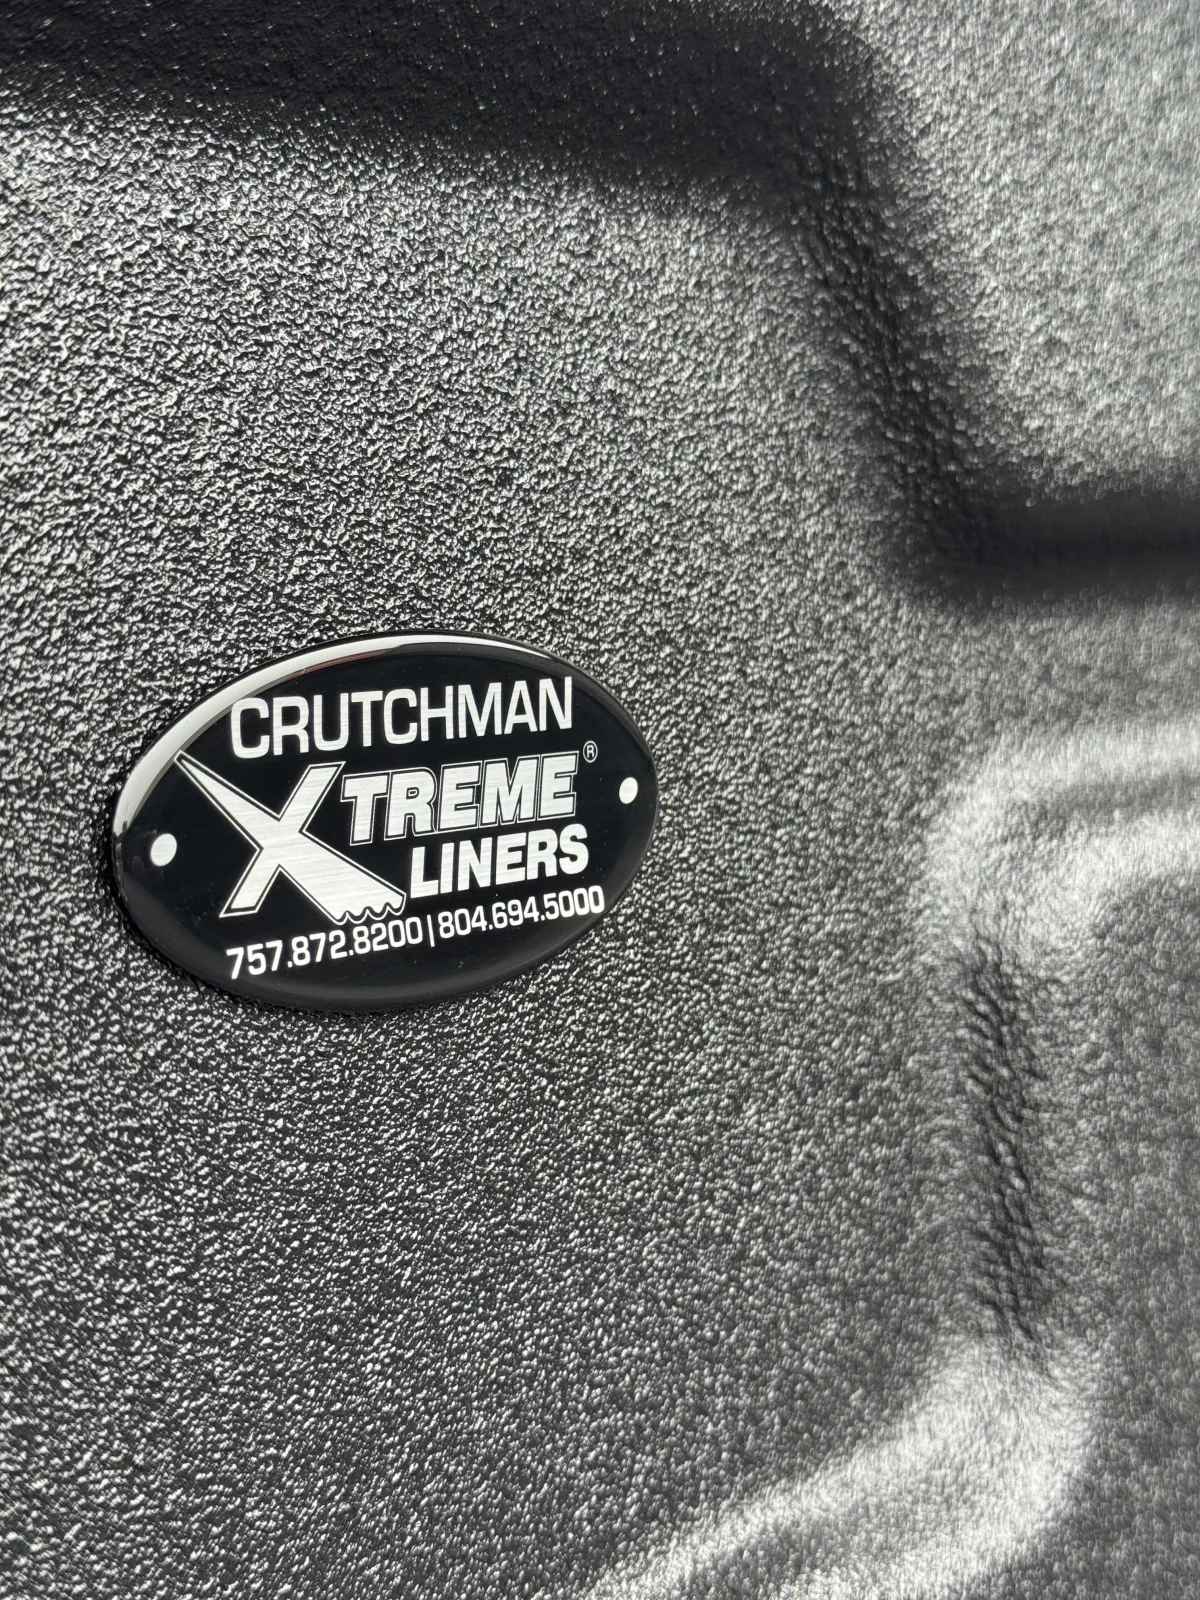 CRUTCHMAN
XTREME®
LINERS
757.872.8200|804.694.5000